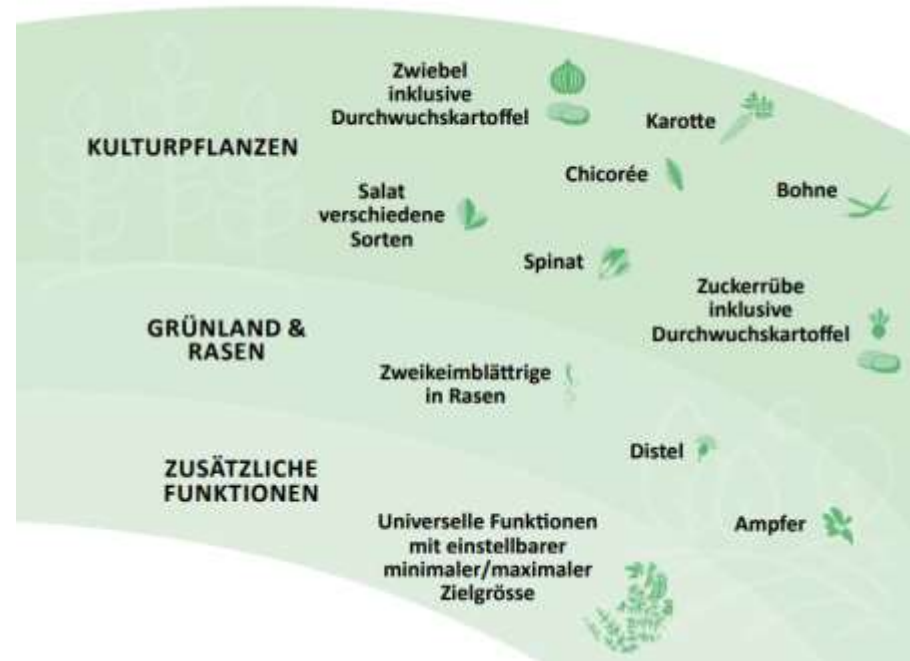 KULTURPFLANZEN
Zwiebel
inklusive
Durchwuchskartoffel
Karotte
Chicorée
Bohne
Salat
verschiedene
Sorten
Spinat
Zuckerrübe
inklusive
Durchwuchskartoffel
GRÜNLAND &
RASEN
Zweikeimblättrige
in Rasen
Distel
Ampfer
ZUSÄTZLICHE
FUNKTIONEN
Universelle Funktionen
mit einstellbarer
minimaler/maximaler
Zielgrösse